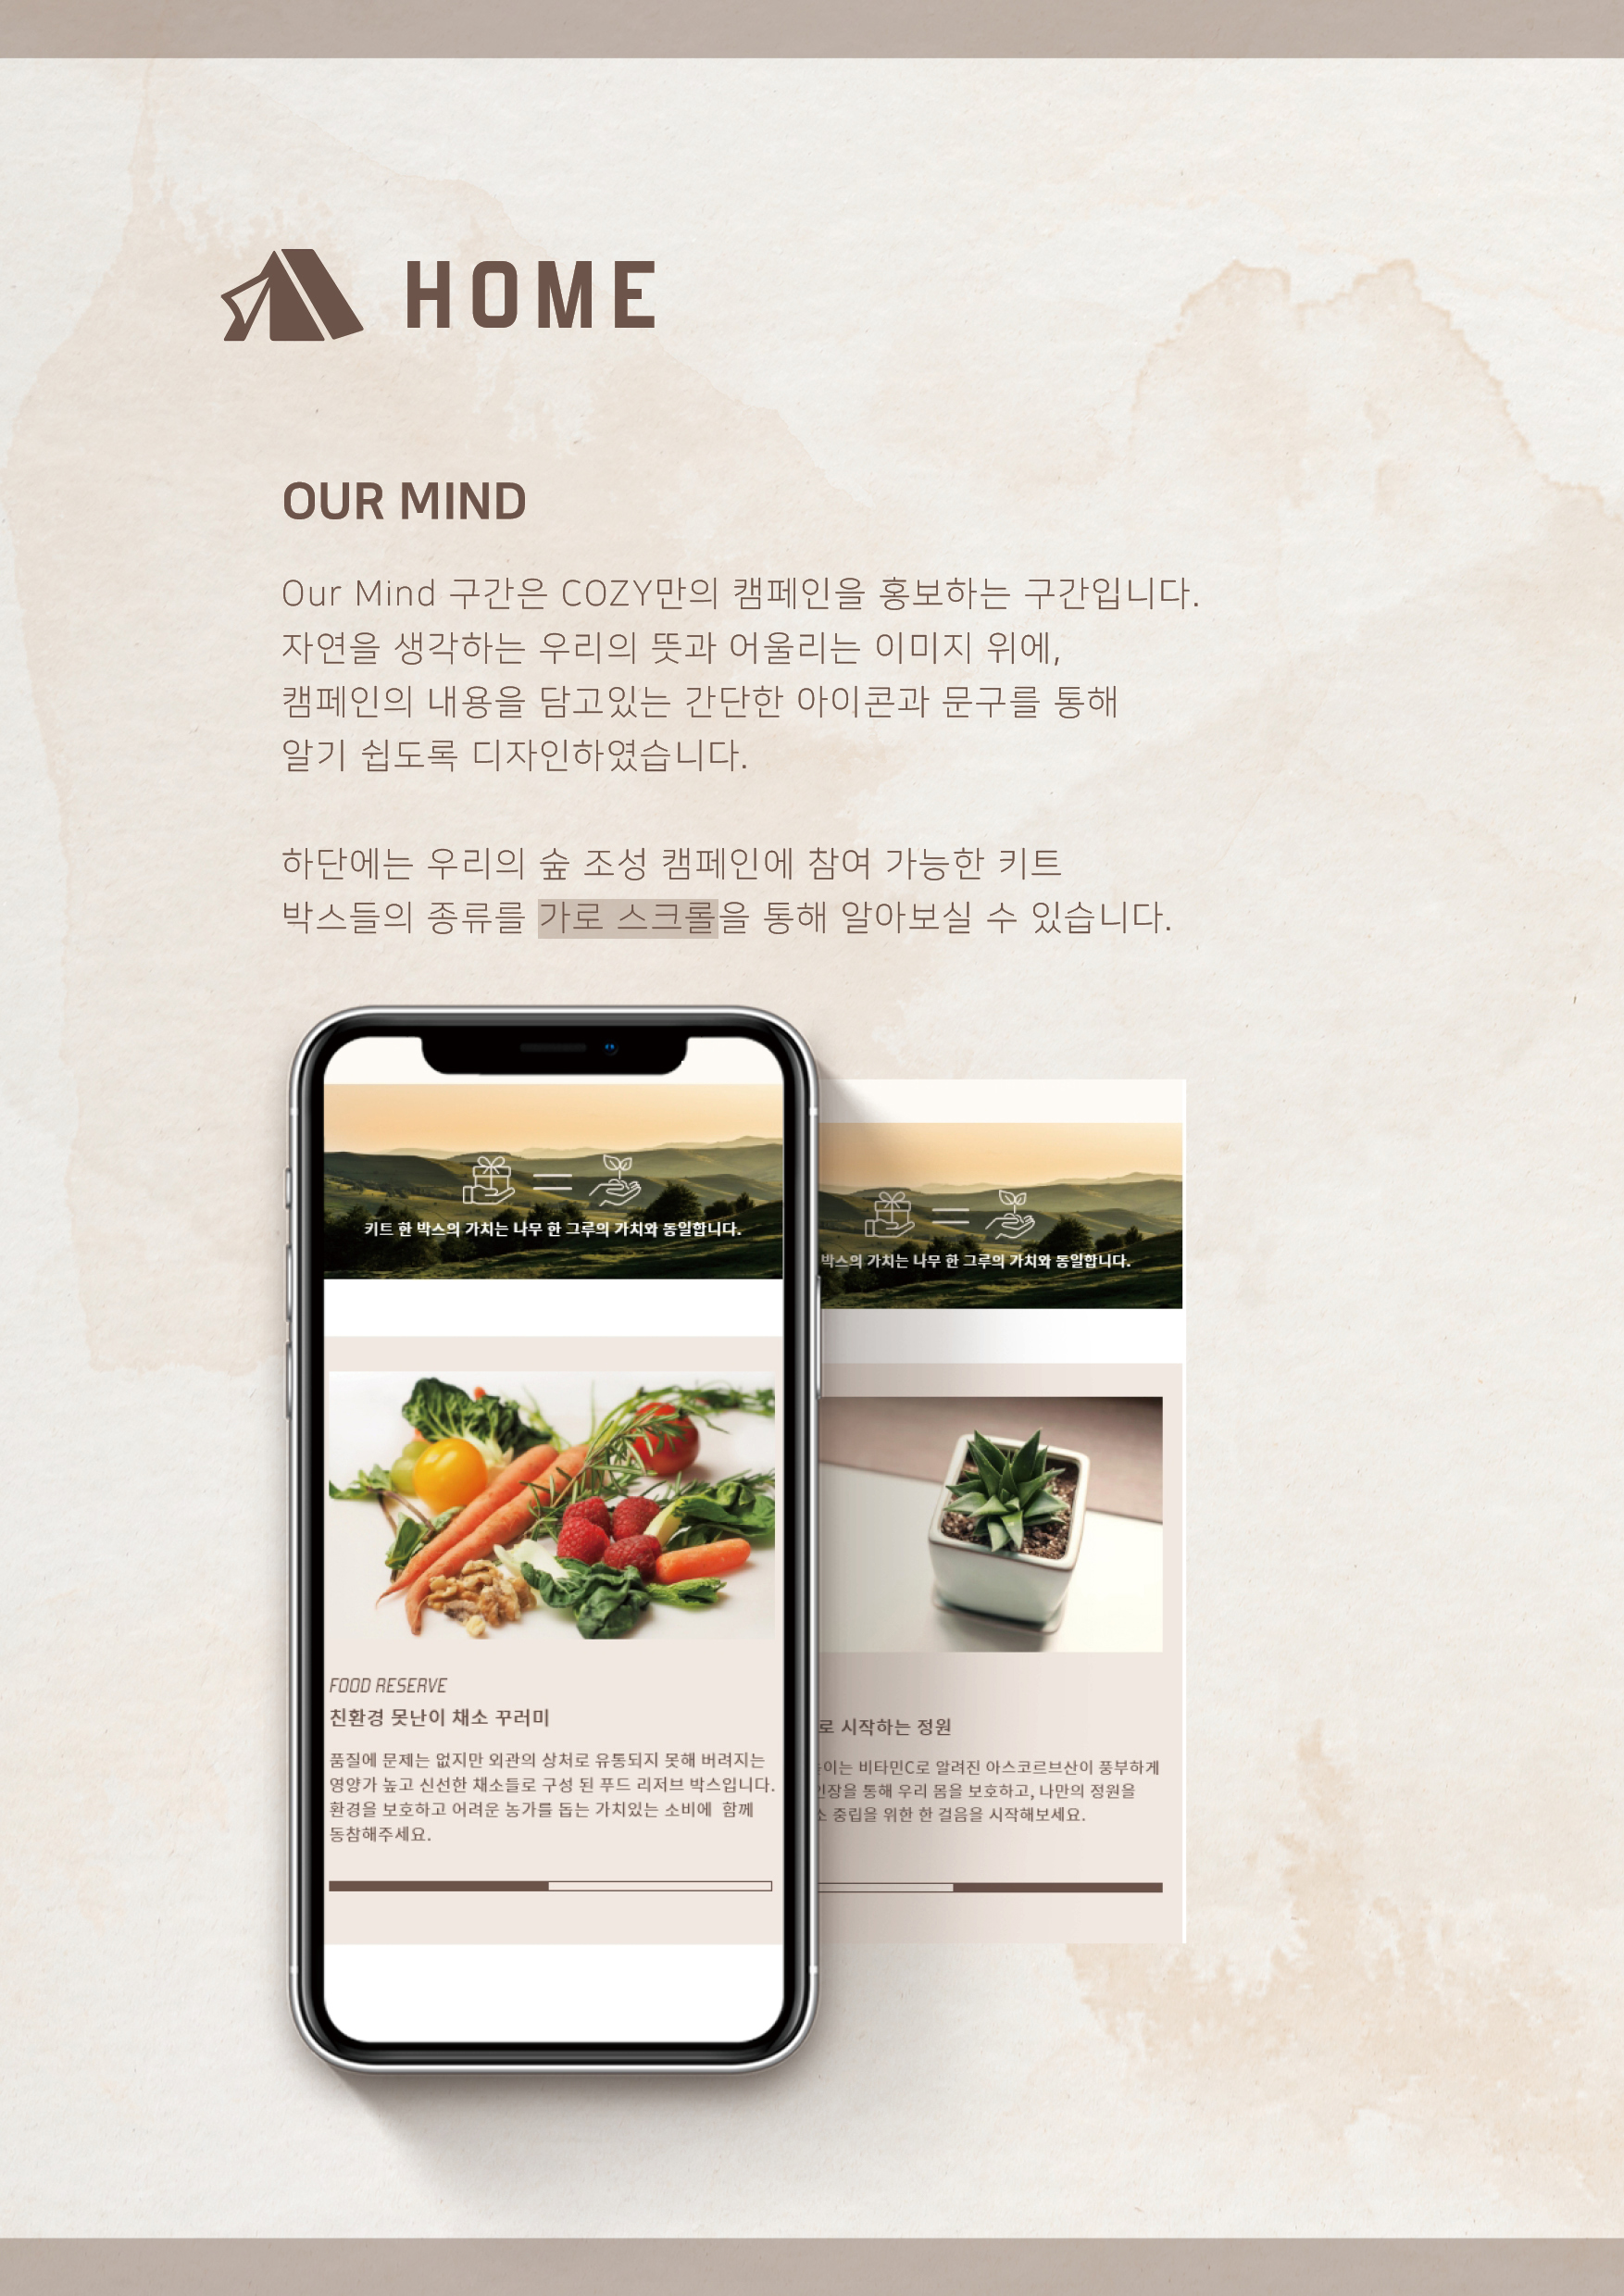 HOME
OUR MIND
Our Mind 구간은 COZY만의 캠페인을 홍보하는 구간입니다.
자연을 생각하는 우리의 뜻과 어울리는 이미지 위에,
캠페인의 내용을 담고있는 간단한 아이콘과 문구를 통해
알기 쉽도록 디자인하였습니다.
하단에는 우리의 숲 조성 캠페인에 참여 가능한 키트
박스들의 종류를 가로 스크롤을 통해 알아보실 수 있습니다.
키트 한 박스의 가치는 나무 한 그루의 가치와 동일합니다.
FOOD RESERVE
친환경 못난이 채소 꾸러미
품질에 문제는 없지만 외관의 상처로 유통되지 못해 버려지는
영양가 높고 신선한 채소들로 구성 된 푸드 리저브 박스입니다.
환경을 보호하고 어려운 농가를 돕는 가치있는 소비에 함께
동참해주세요.
박스의 가치는 나무 한 그루의 가치와 동일합니다.
로 시작하는 정원
비타민C로 알려진 아스코르브산이 풍부하게
통해 우리 몸을 보호하고, 나만의 정원을
중립을 위한 한 걸음을 시작해보세요.